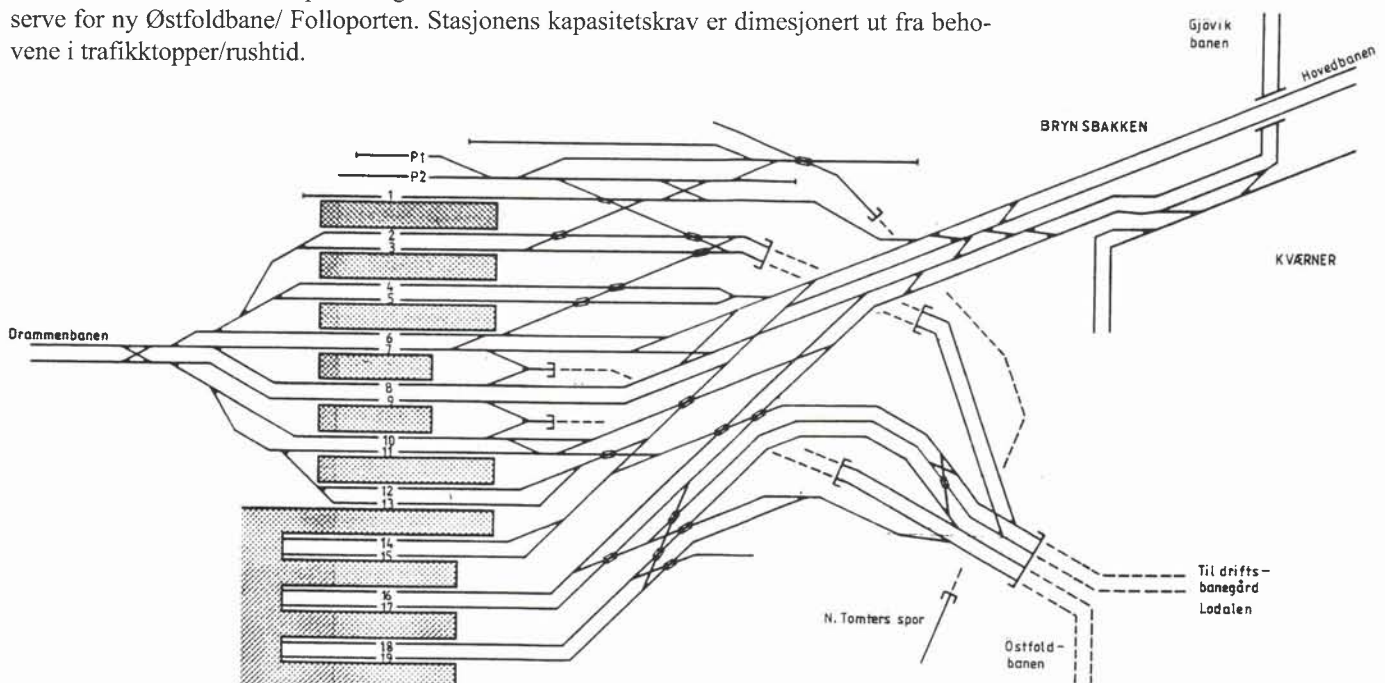 serve for ny Østfoldbane/ Folloporten. Stasjonens kapasitetskrav er dimesjonert ut fra beho-
vene i trafikktopper/rushtid.
Gjövik
banen
Hovedbanen
BRYNSBAKKEN
KVÆRNER
P1
P2
1
2
3
4
5
Drammenbanen
6
7
8
9
10
11
12
13
14
15
16
17
18
19
Til drifts-
banegård
Lodalen
N. Tomters spor
Östfold-
banen